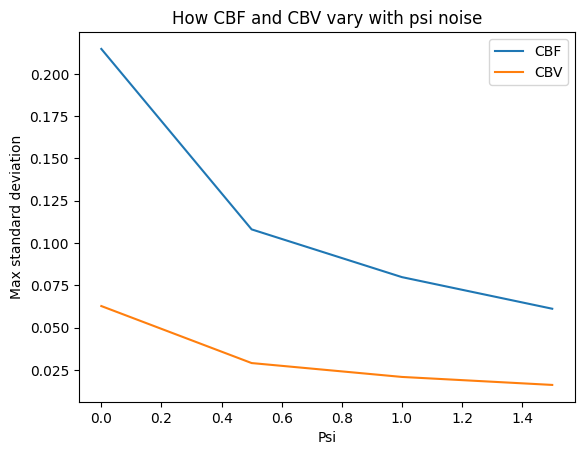 How CBF and CBV vary with psi noise
CBF
CBV
Max standard deviation
0.200
0.175
0.150
0.125
0.100
0.075
0.050
0.025
0.0 0.2 0.4 0.6 0.8 1.0 1.2 1.4
Psi